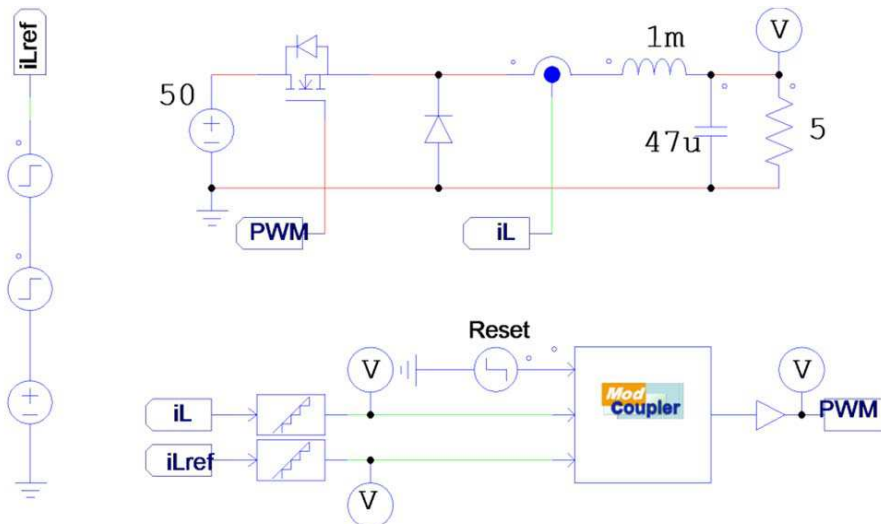 iLref
V
1m
50
47u
5
PWM
iL
Reset
V
V
iL
Mod
Coupler
PWM
iLref
V